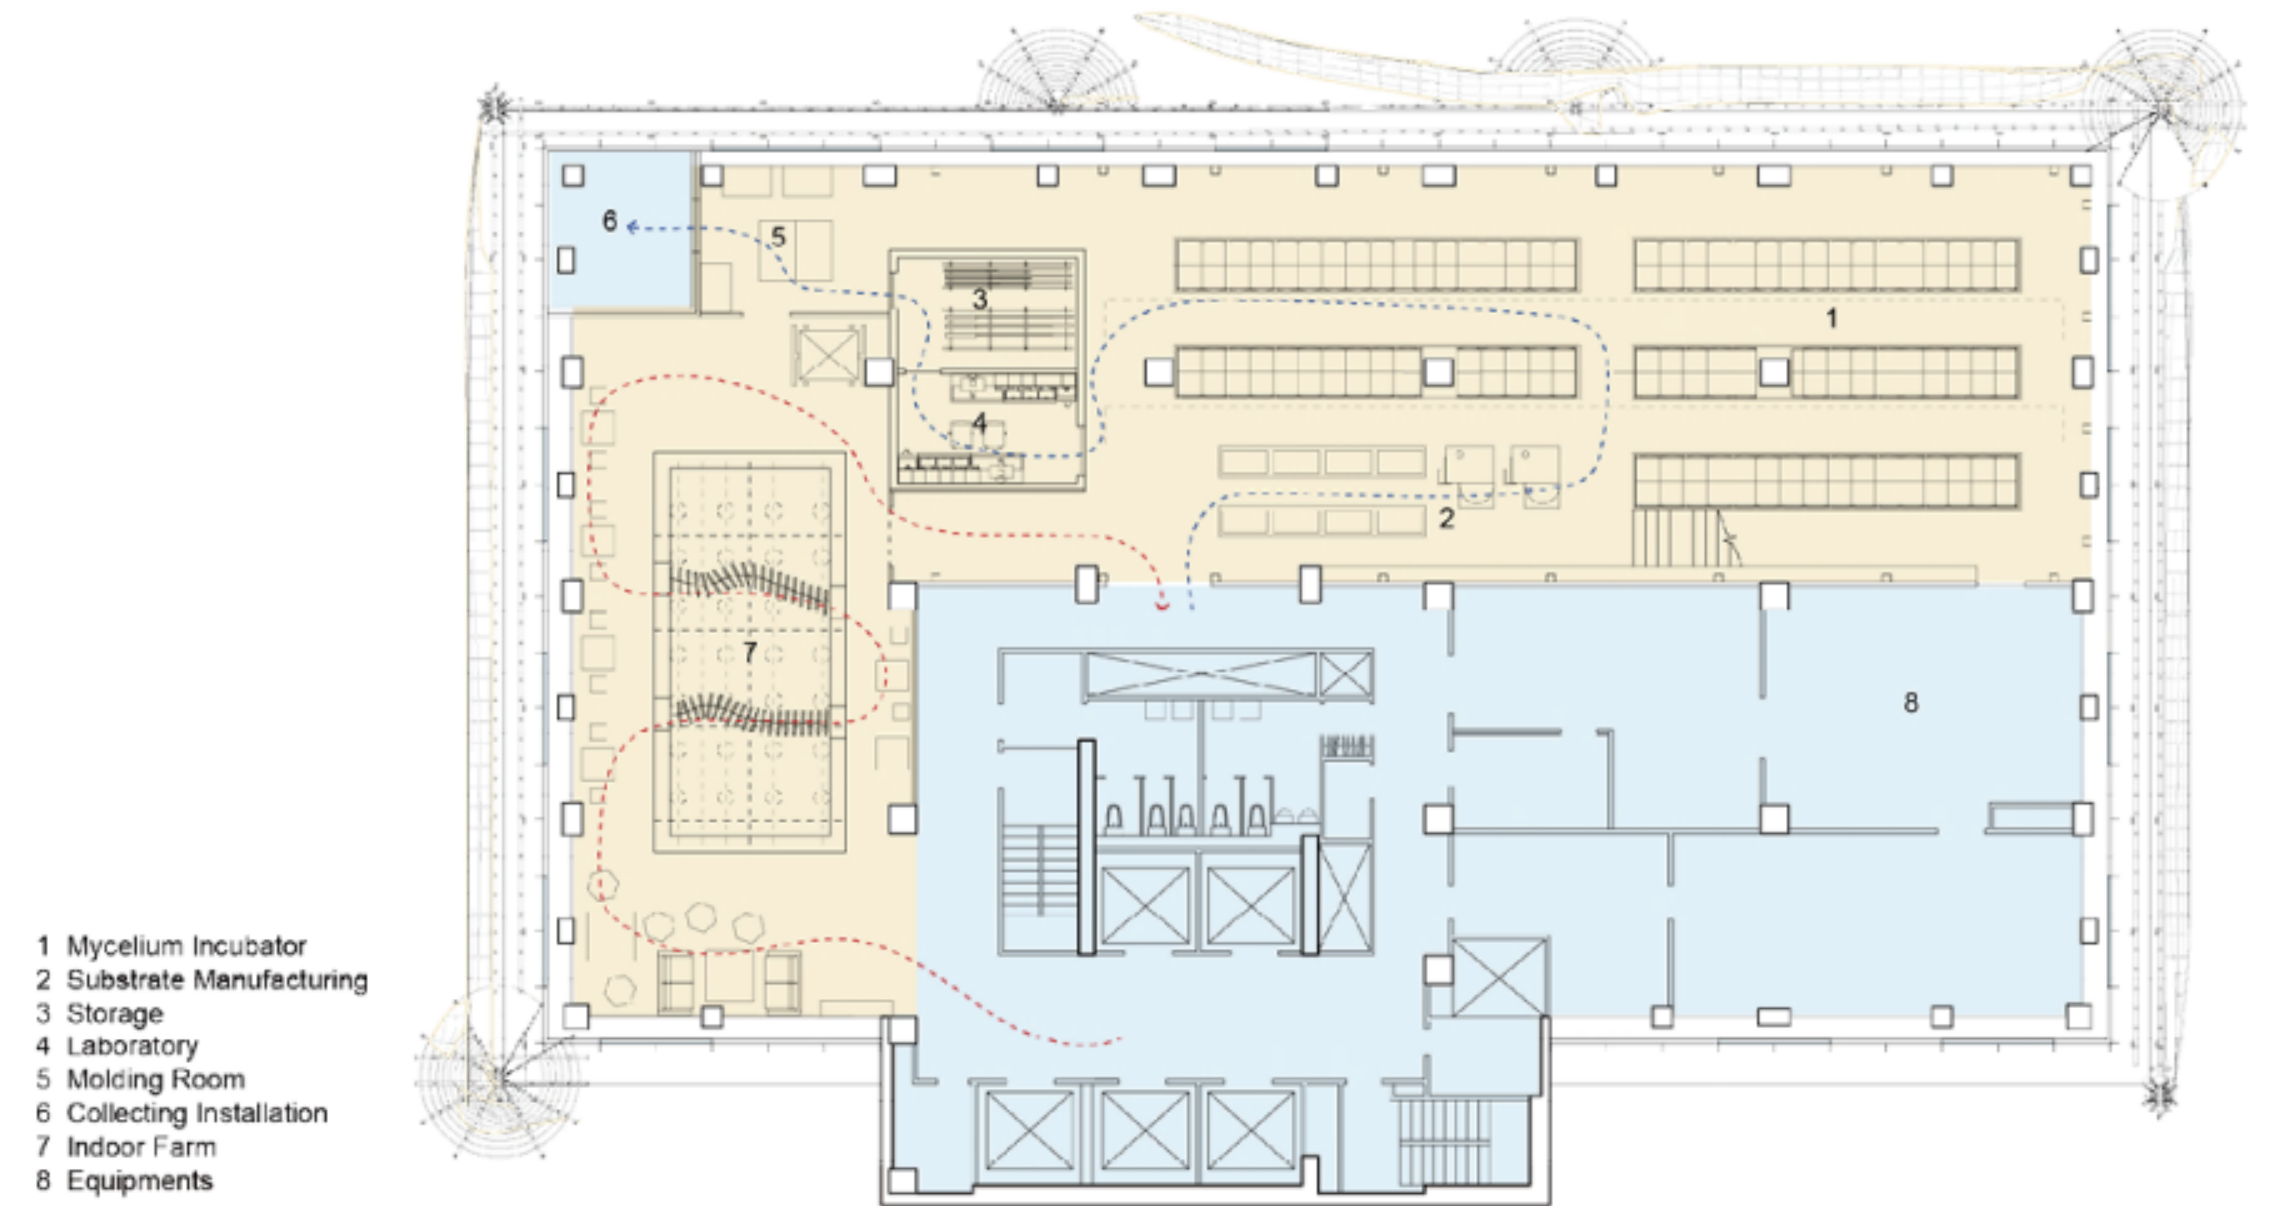 6
5
3
1
4
2
7
8
1 Mycelium Incubator
2 Substrate Manufacturing
3 Storage
4 Laboratory
5 Molding Room
6 Collecting Installation
7 Indoor Farm
8 Equipments